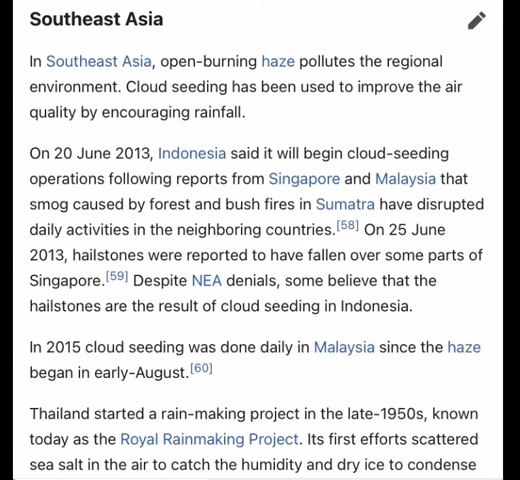 Southeast Asia
In Southeast Asia, open-burning haze pollutes the regional
environment. Cloud seeding has been used to improve the air
quality by encouraging rainfall.
On 20 June 2013, Indonesia said it will begin cloud-seeding
operations following reports from Singapore and Malaysia that
smog caused by forest and bush fires in Sumatra have disrupted
daily activities in the neighboring countries.[58] On 25 June
2013, hailstones were reported to have fallen over some parts of
Singapore.[59] Despite NEA denials, some believe that the
hailstones are the result of cloud seeding in Indonesia.
In 2015 cloud seeding was done daily in Malaysia since the haze
began in early-August.[60]
Thailand started a rain-making project in the late-1950s, known
today as the Royal Rainmaking Project. Its first efforts scattered
sea salt in the air to catch the humidity and dry ice to condense